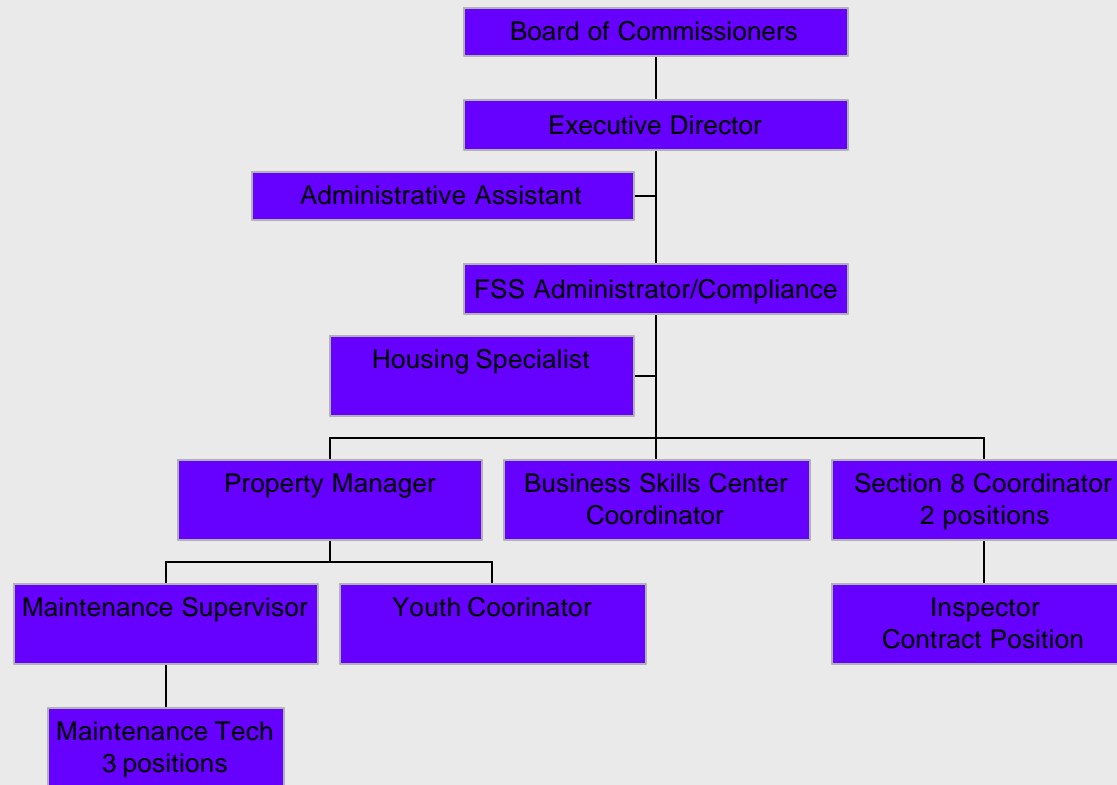 Board of Commissioners
Executive Director
Administrative Assistant
FSS Administrator/Compliance
Housing Specialist
Property Manager
Business Skills Center
Coordinator
Section 8 Coordinator
2 positions
Maintenance Supervisor
Youth Coorinator
Inspector
Contract Position
Maintenance Tech
3 positions